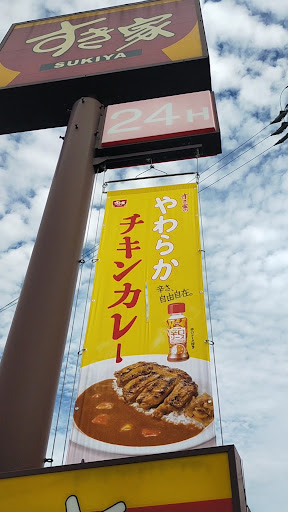 すき家
SUKIYA
24H
すき家の
やわらか
チキンカレー
辛さ、
自由自在。